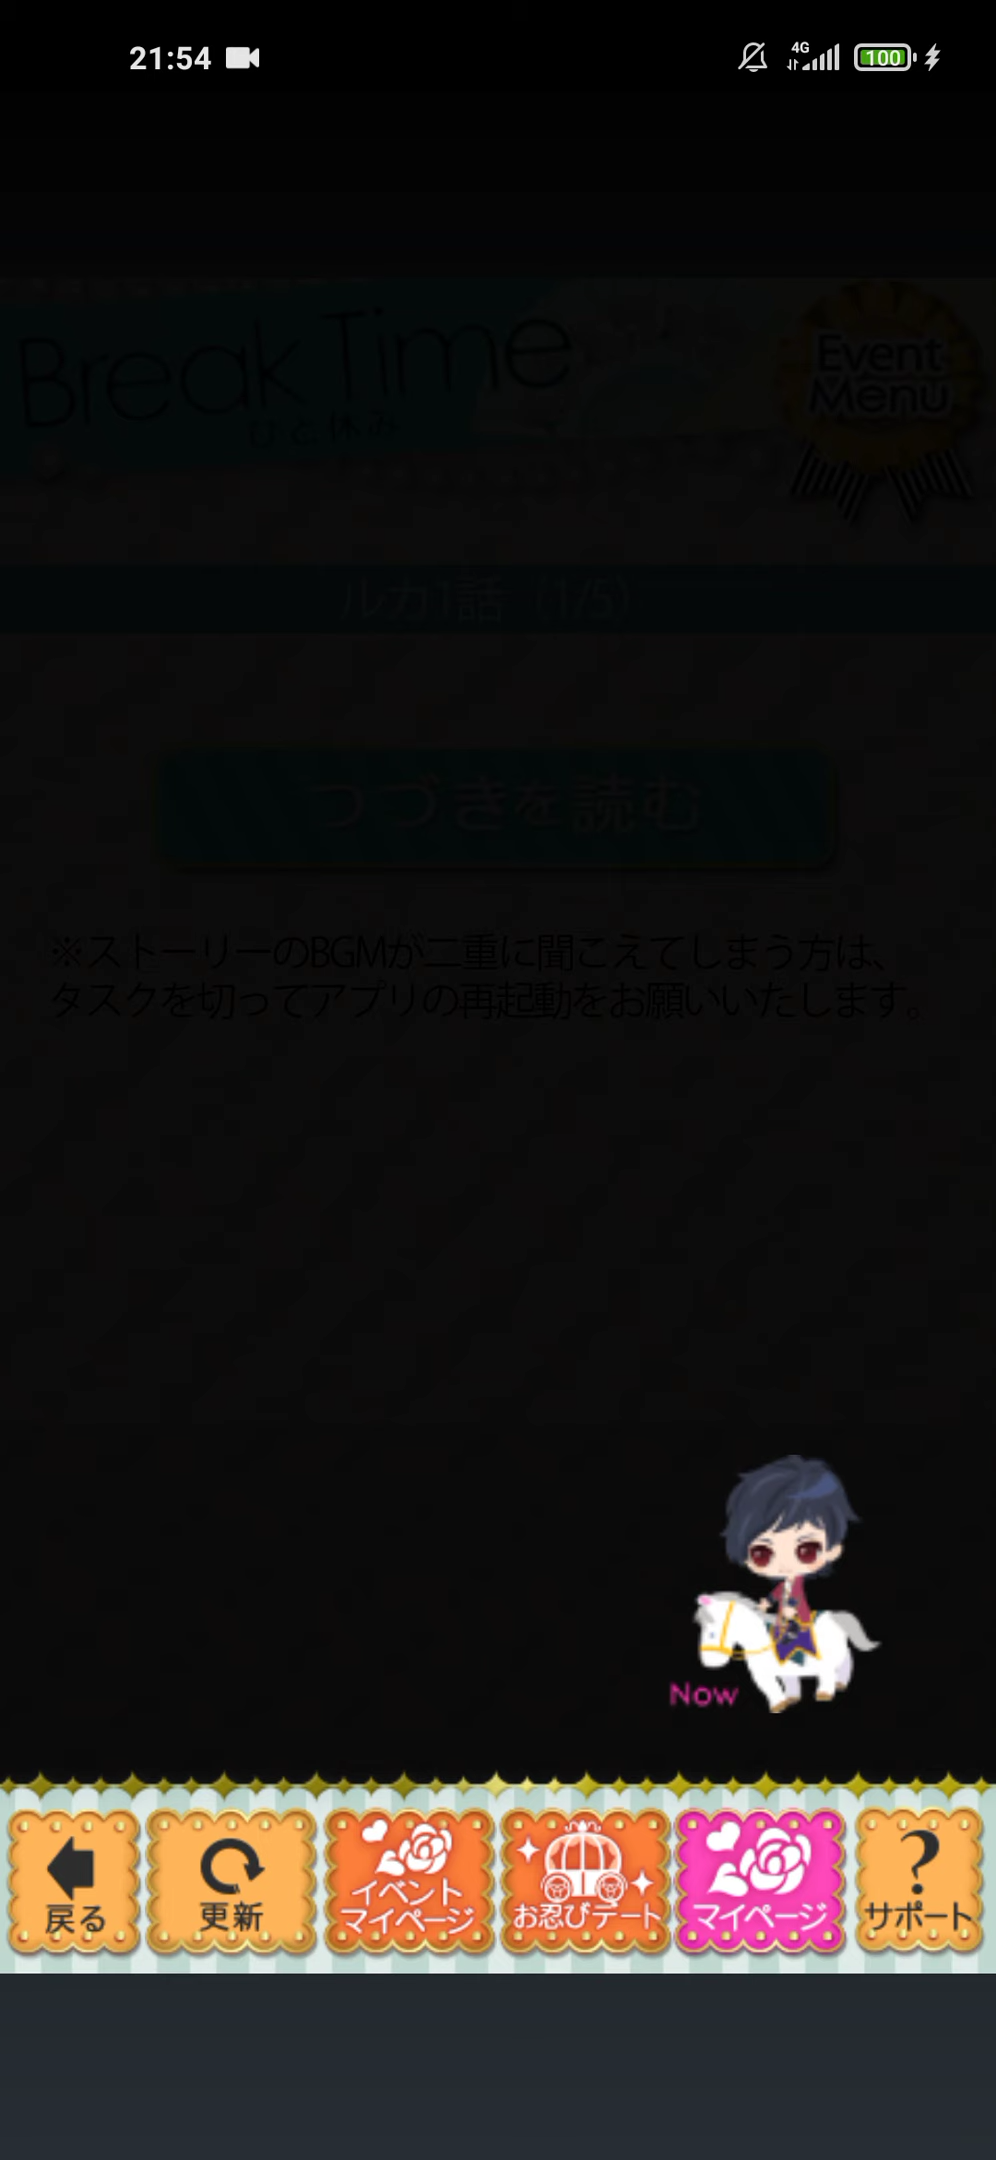 21:54
4G
100
Break Time
ひと休み
Event
Menu
ルカ1話 (1/5)
つづきを読む
※ストーリーのBGMが二重に聞こえてしまう方は、
タスクを切ってアプリの再起動をお願いいたします。
Now
戻る
更新
イベント
マイページ
お忍びデート
マイページ
?
サポート